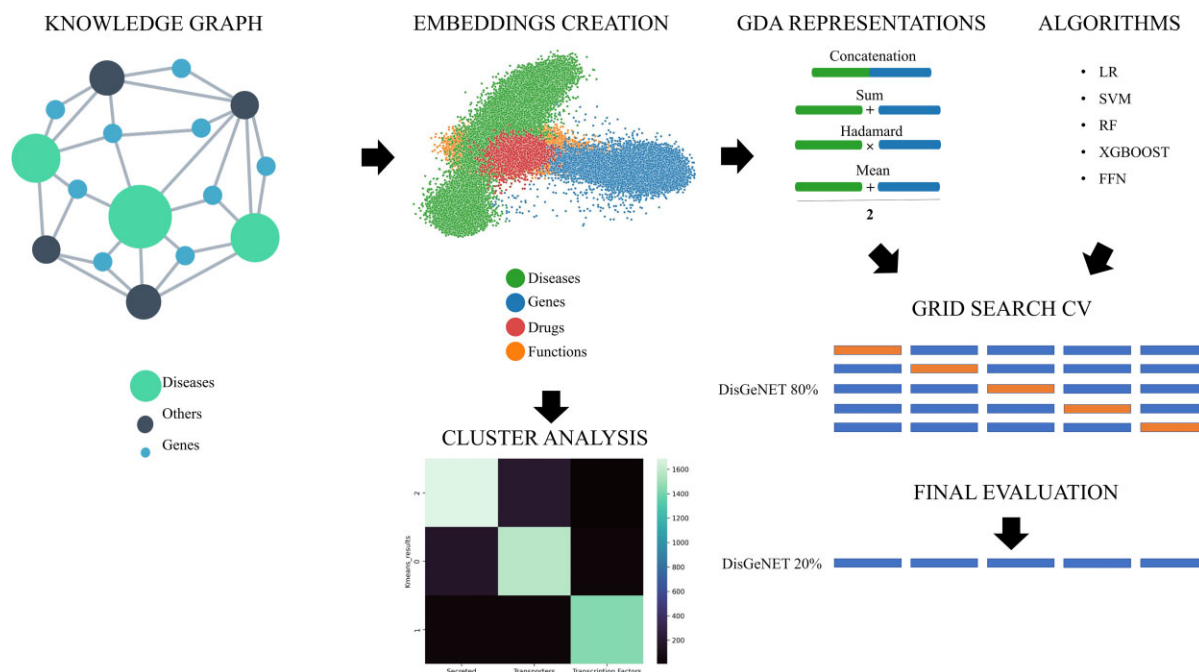 KNOWLEDGE GRAPH
Diseases
Others
Genes
EMBEDDINGS CREATION
Diseases
Genes
Drugs
Functions
CLUSTER ANALYSIS
Kmeans_results
2
0
1
Secreted
Transporters
Transcription Factors
1600
1400
1200
1000
800
600
400
200
GDA REPRESENTATIONS
Concatenation
Sum
+
Hadamard
×
Mean
+
2
ALGORITHMS
• LR
• SVM
• RF
• XGBOOST
• FFN
GRID SEARCH CV
DisGeNET 80%
FINAL EVALUATION
DisGeNET 20%